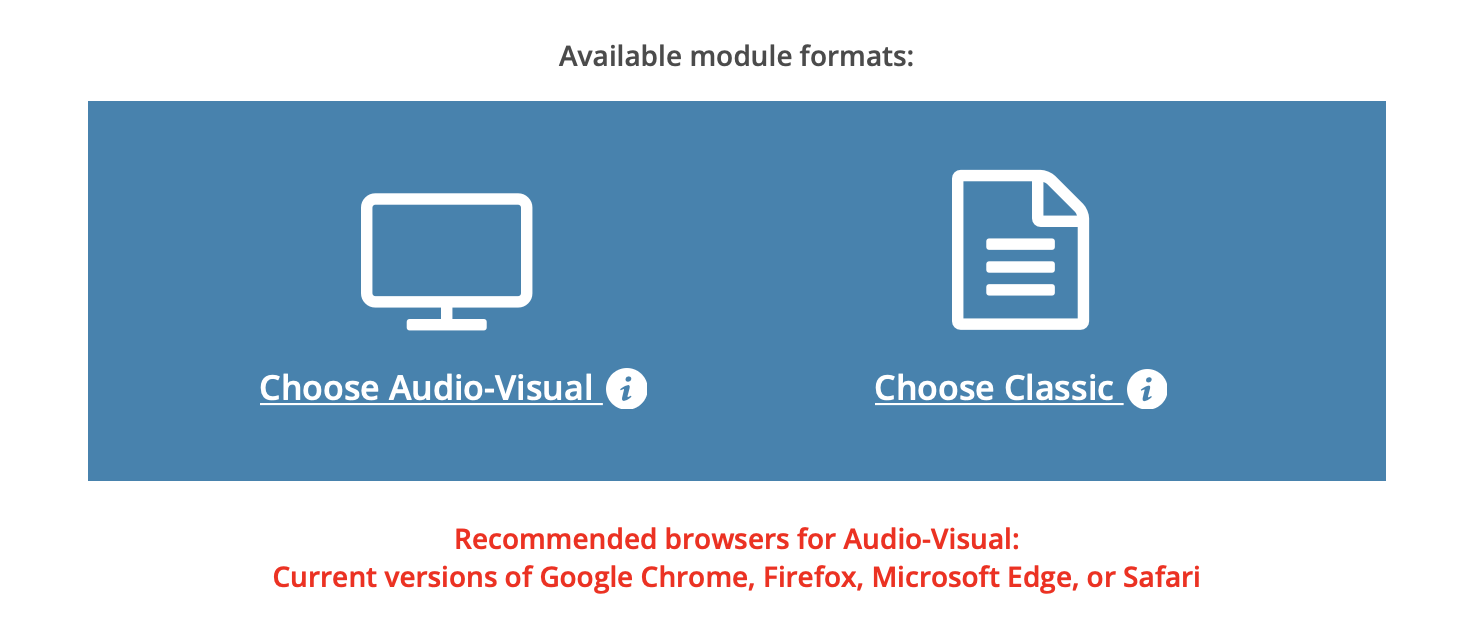 Available module formats:
Choose Audio-Visual i
Choose Classic i
Recommended browsers for Audio-Visual:
Current versions of Google Chrome, Firefox, Microsoft Edge, or Safari